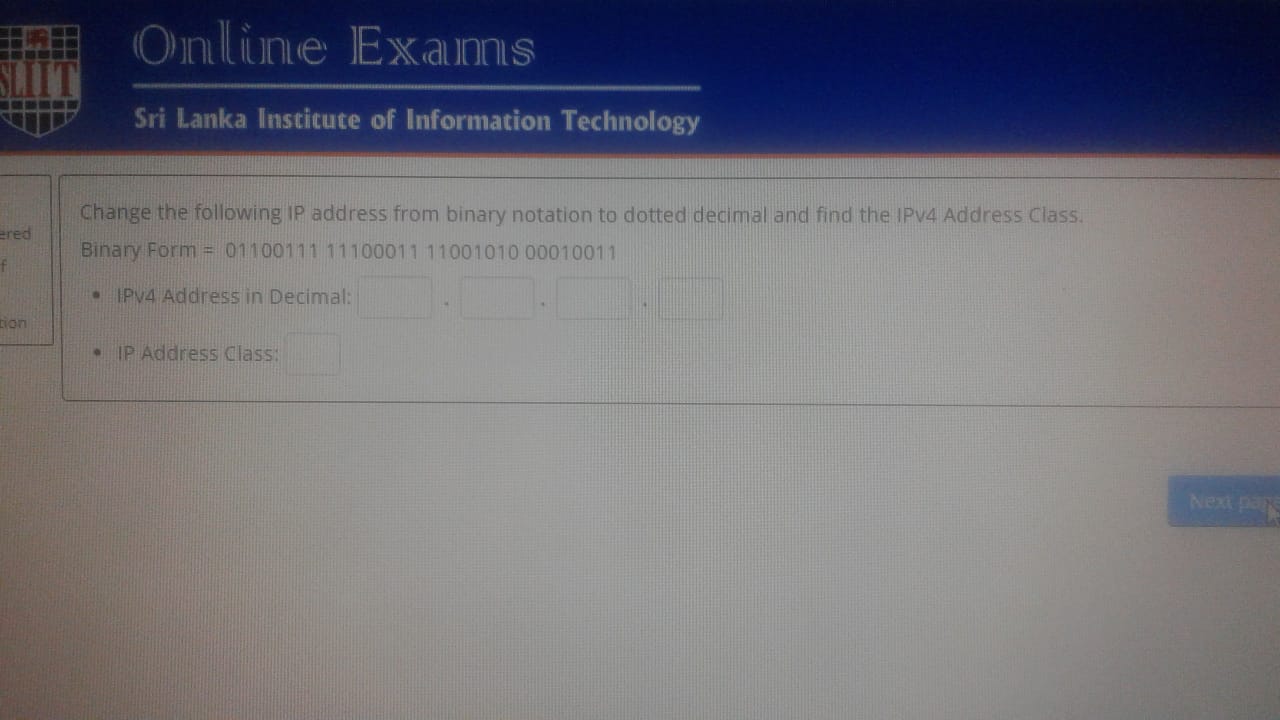 SLIIT
Online Exams
Sri Lanka Institute of Information Technology
ered
f
tion
Change the following IP address from binary notation to dotted decimal and find the IPv4 Address Class.
Binary Form = 01100111 11100011 11001010 00010011
• IPv4 Address in Decimal: . . .
• IP Address Class:
Next page